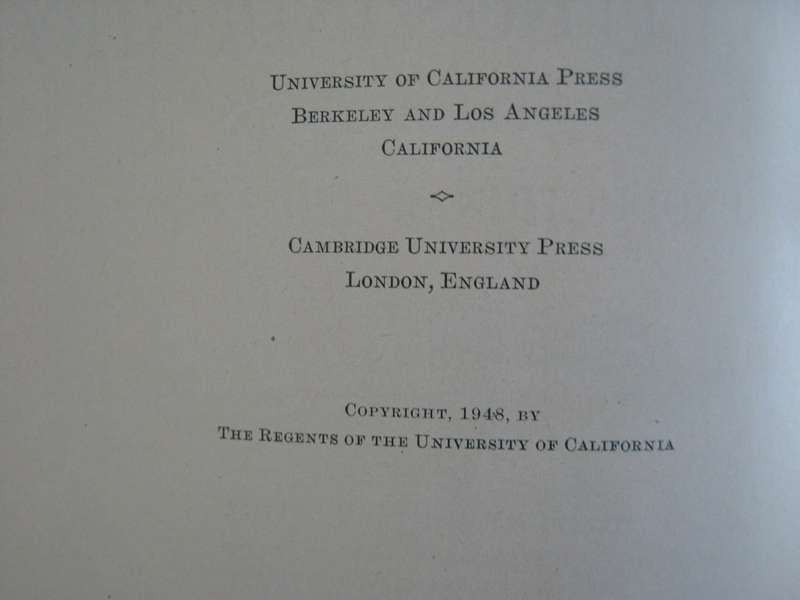 University of California Press
Berkeley and Los Angeles
California
Cambridge University Press
London, England
Copyright, 1948, by
The Regents of the University of California